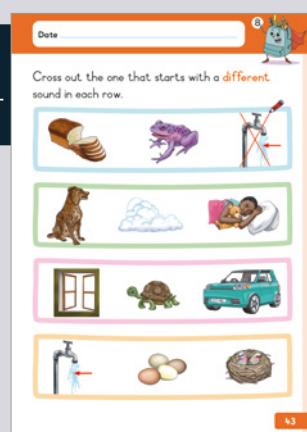 8
Date
Cross out the one that starts with a different
sound in each row.
43